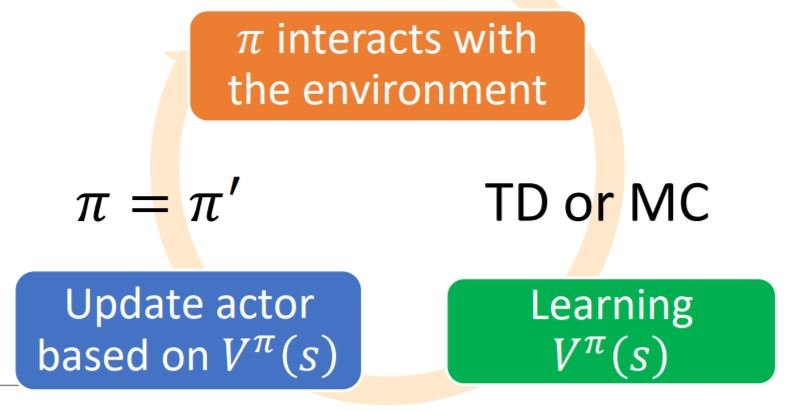 π interacts with
the environment
π = π′
TD or MC
Update actor
based on V^π(s)
Learning
V^π(s)